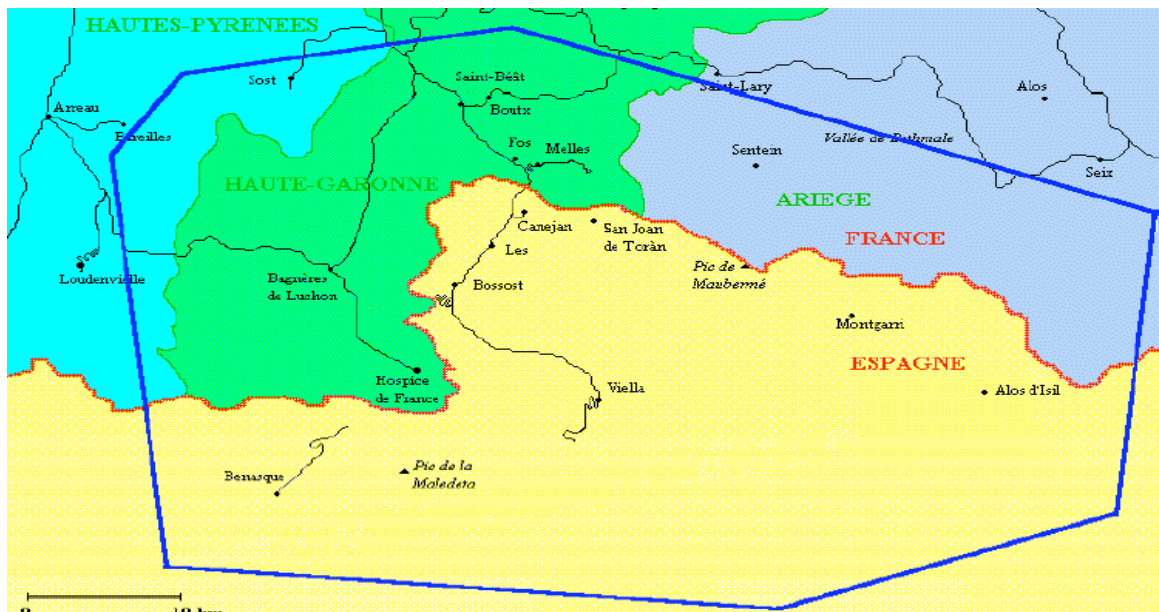 HAUTES-PYRENEES
Sost
Saint-Béât
Saint-Lary
Alos
Arreau
Bareilles
Boutx
Vallée de Bethmale
Fos
Melles
Sentein
Seix
HAUTE-GARONNE
ARIEGE
Canejan
San Joan
de Toràn
FRANCE
Les
Loudenvielle
Bagnères
de Luchon
Pic de
Maubermé
Bossost
Montgarri
ESPAGNE
Hospice
de France
Viella
Alos d'Isil
Benasque
Pic de la
Maledeta